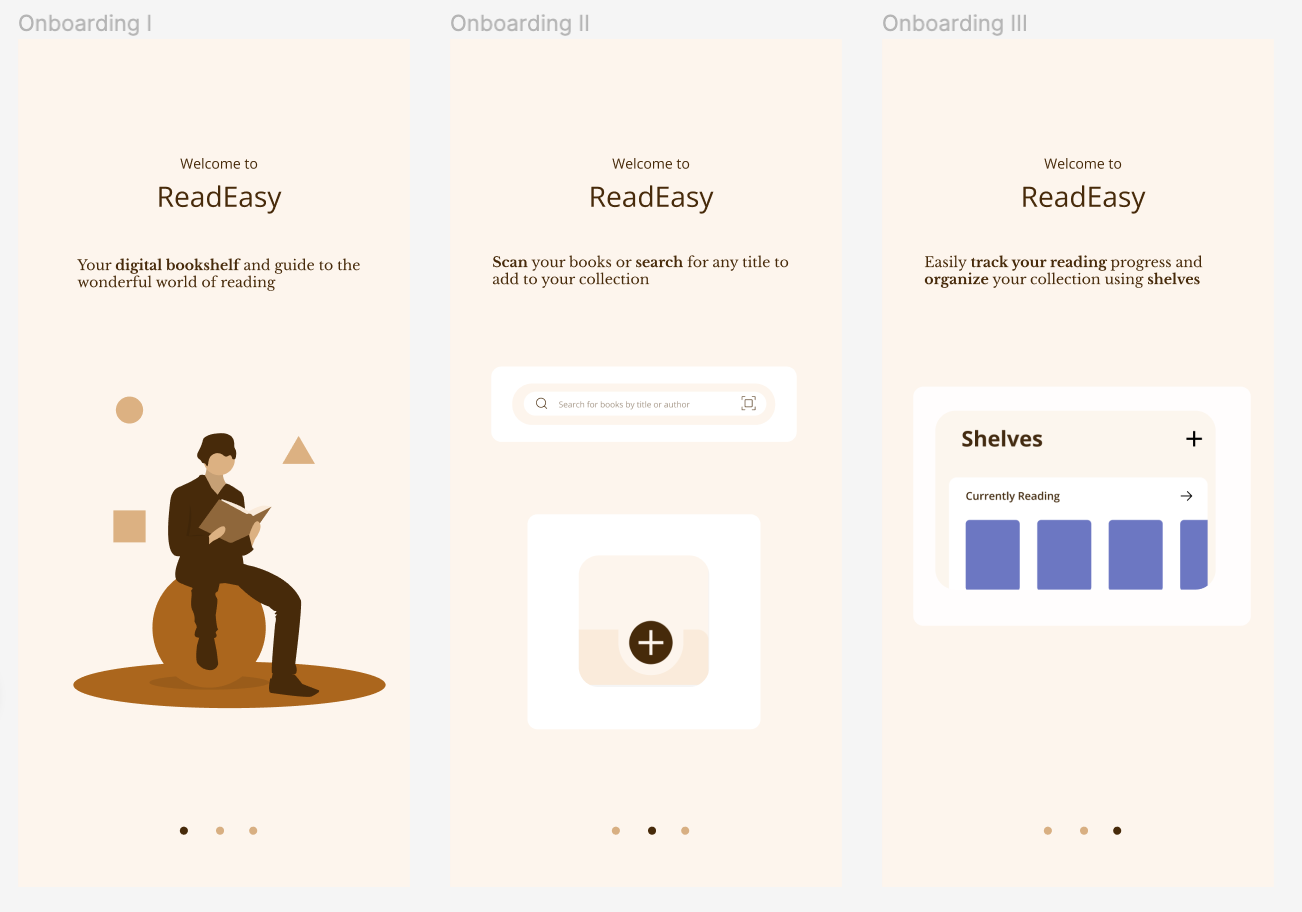 Onboarding I
Welcome to
ReadEasy
Your digital bookshelf and guide to the
wonderful world of reading
Onboarding II
Welcome to
ReadEasy
Scan your books or search for any title to
add to your collection
Search for books by title or author
Onboarding III
Welcome to
ReadEasy
Easily track your reading progress and
organize your collection using shelves
Shelves
Currently Reading